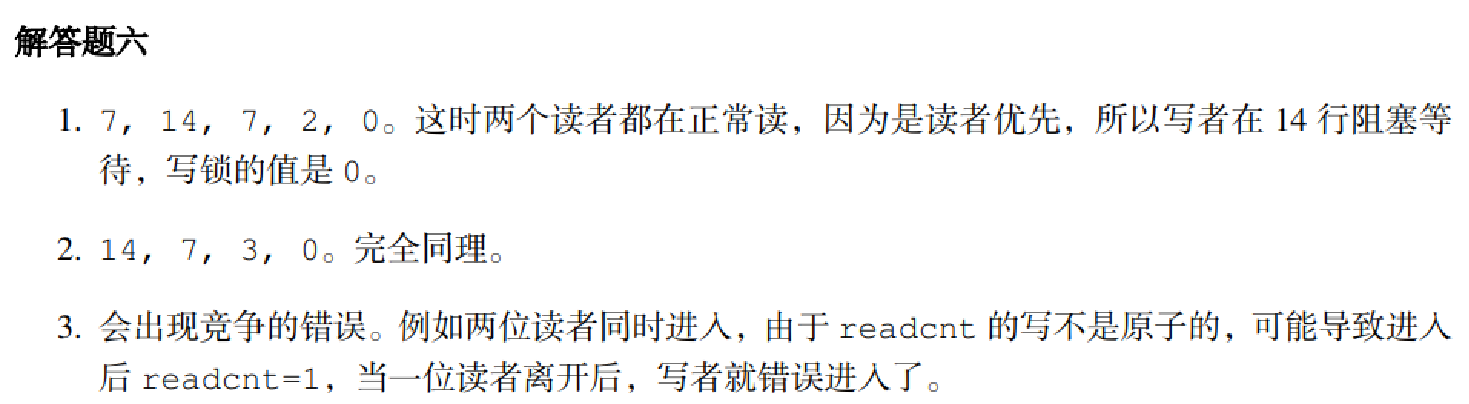 解答题六
1. 7, 14, 7, 2, 0。这时两个读者都在正常读，因为是读者优先，所以写者在 14 行阻塞等
待，写锁的值是 0。
2. 14, 7, 3, 0。完全同理。
3. 会出现竞争的错误。例如两位读者同时进入，由于 readcnt 的写不是原子的，可能导致进入
后 readcnt=1，当一位读者离开后，写者就错误进入了。